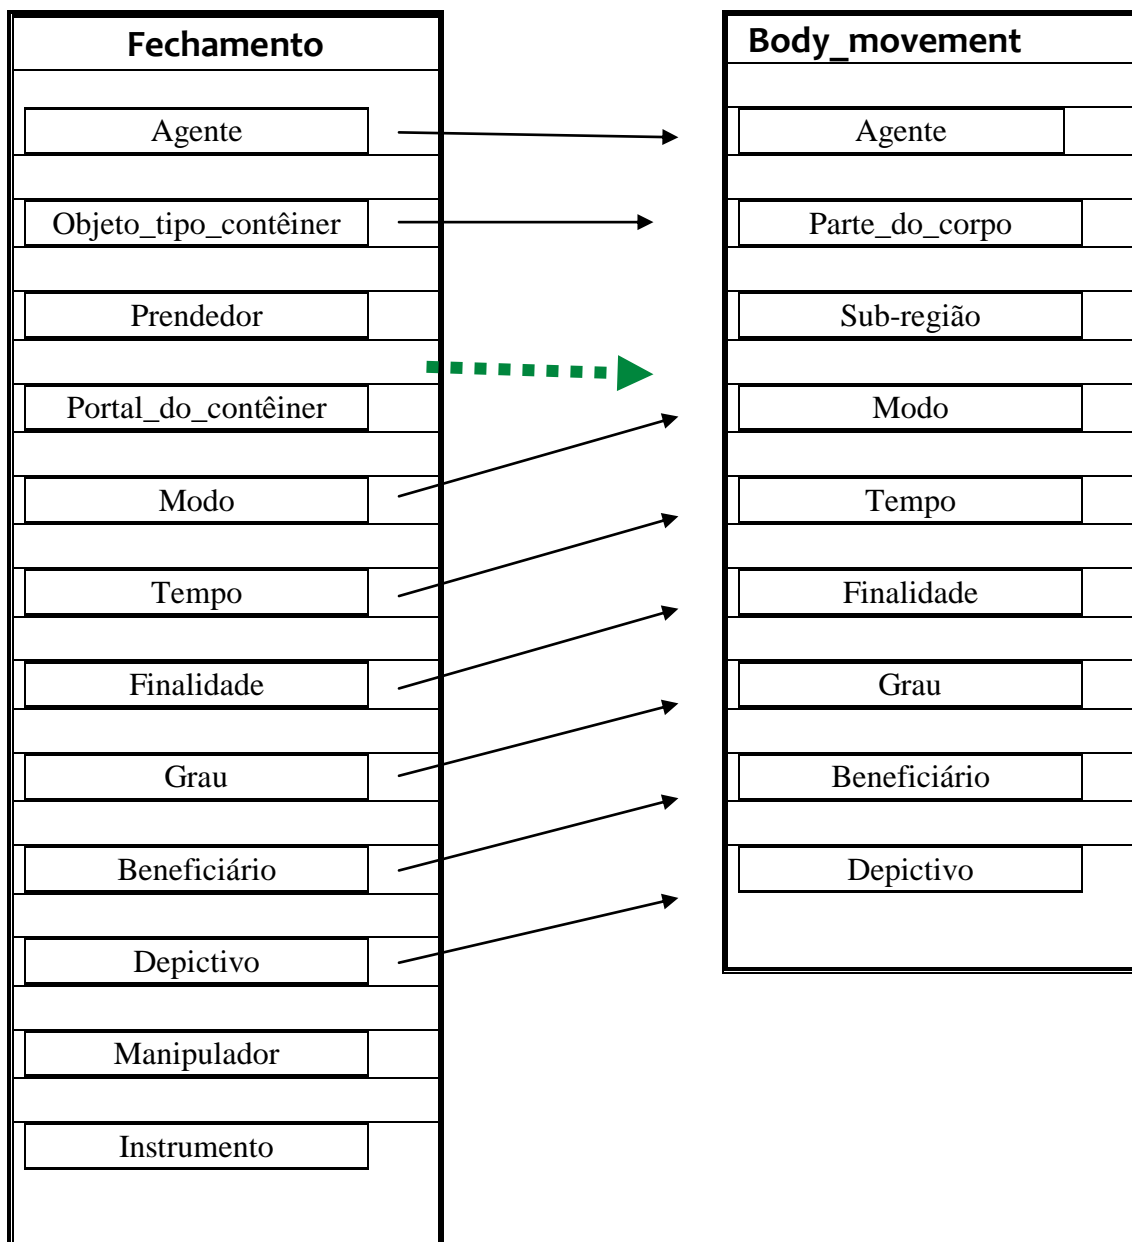 Fechamento
Agente
Objeto_tipo_contêiner
Prendedor
Portal_do_contêiner
Modo
Tempo
Finalidade
Grau
Beneficiário
Depictivo
Manipulador
Instrumento
Body_movement
Agente
Parte_do_corpo
Sub-região
Modo
Tempo
Finalidade
Grau
Beneficiário
Depictivo